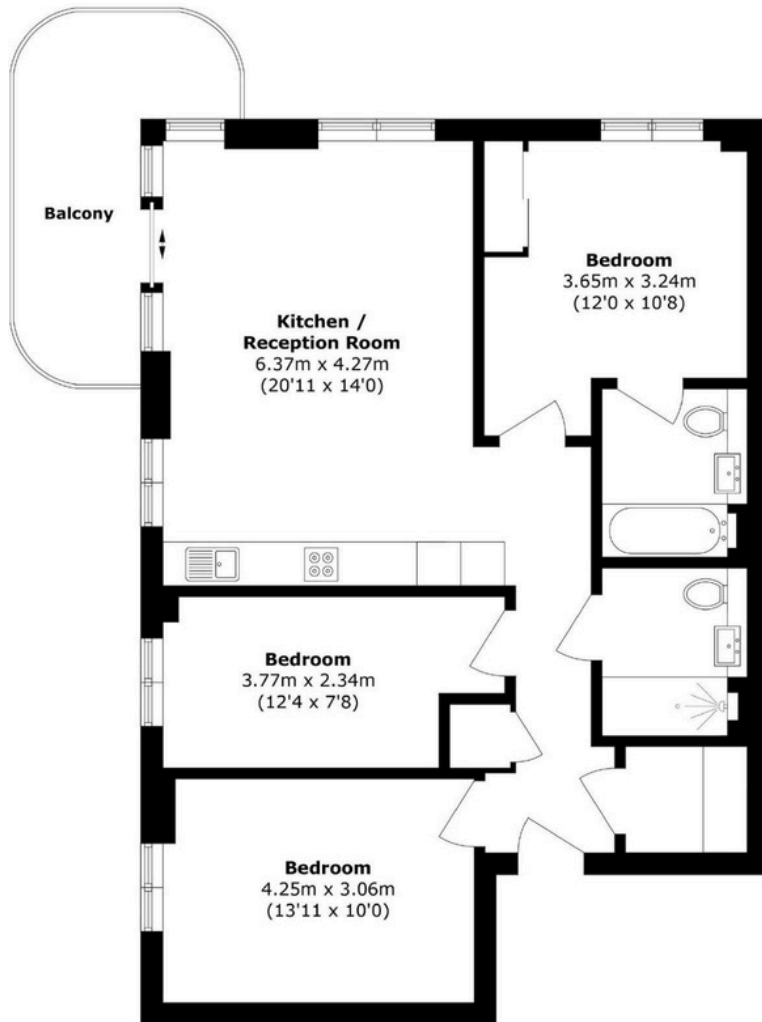 Balcony
Kitchen /
Reception Room
6.37m x 4.27m
(20'11 x 14'0)
Bedroom
3.65m x 3.24m
(12'0 x 10'8)
Bedroom
3.77m x 2.34m
(12'4 x 7'8)
Bedroom
4.25m x 3.06m
(13'11 x 10'0)